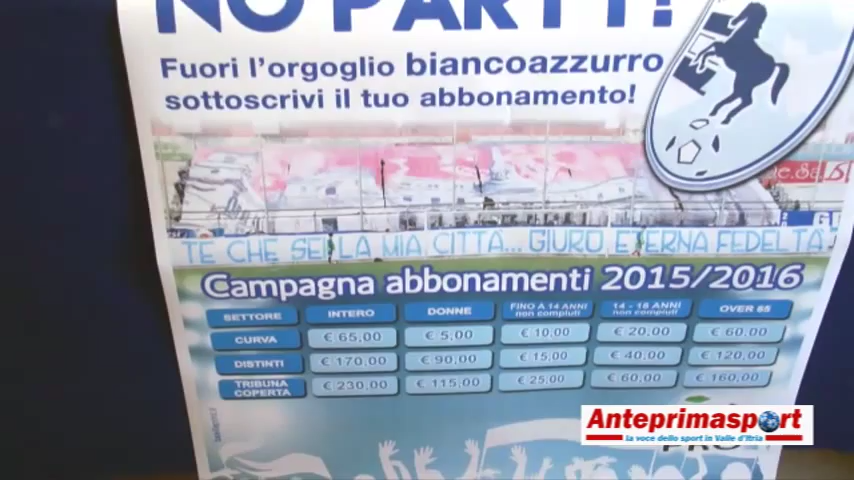 NO PARTY!
Fuori l'orgoglio biancoazzurro
sottoscrivi il tuo abbonamento!
TE CHE SEI LA MIA CITTÀ... GIURO ETERNA FEDELTÀ
Campagna abbonamenti 2015/2016
SETTORE INTERO DONNE FINO A 14 ANNI non compiuti 14 - 18 ANNI non compiuti OVER 65
CURVA € 65,00 € 5,00 € 10,00 € 20,00 € 60,00
DISTINTI € 170,00 € 90,00 € 15,00 € 40,00 € 120,00
TRIBUNA COPERTA € 230,00 € 115,00 € 25,00 € 60,00 € 160,00
Anteprimasport
la voce dello sport in Valle d'Itria